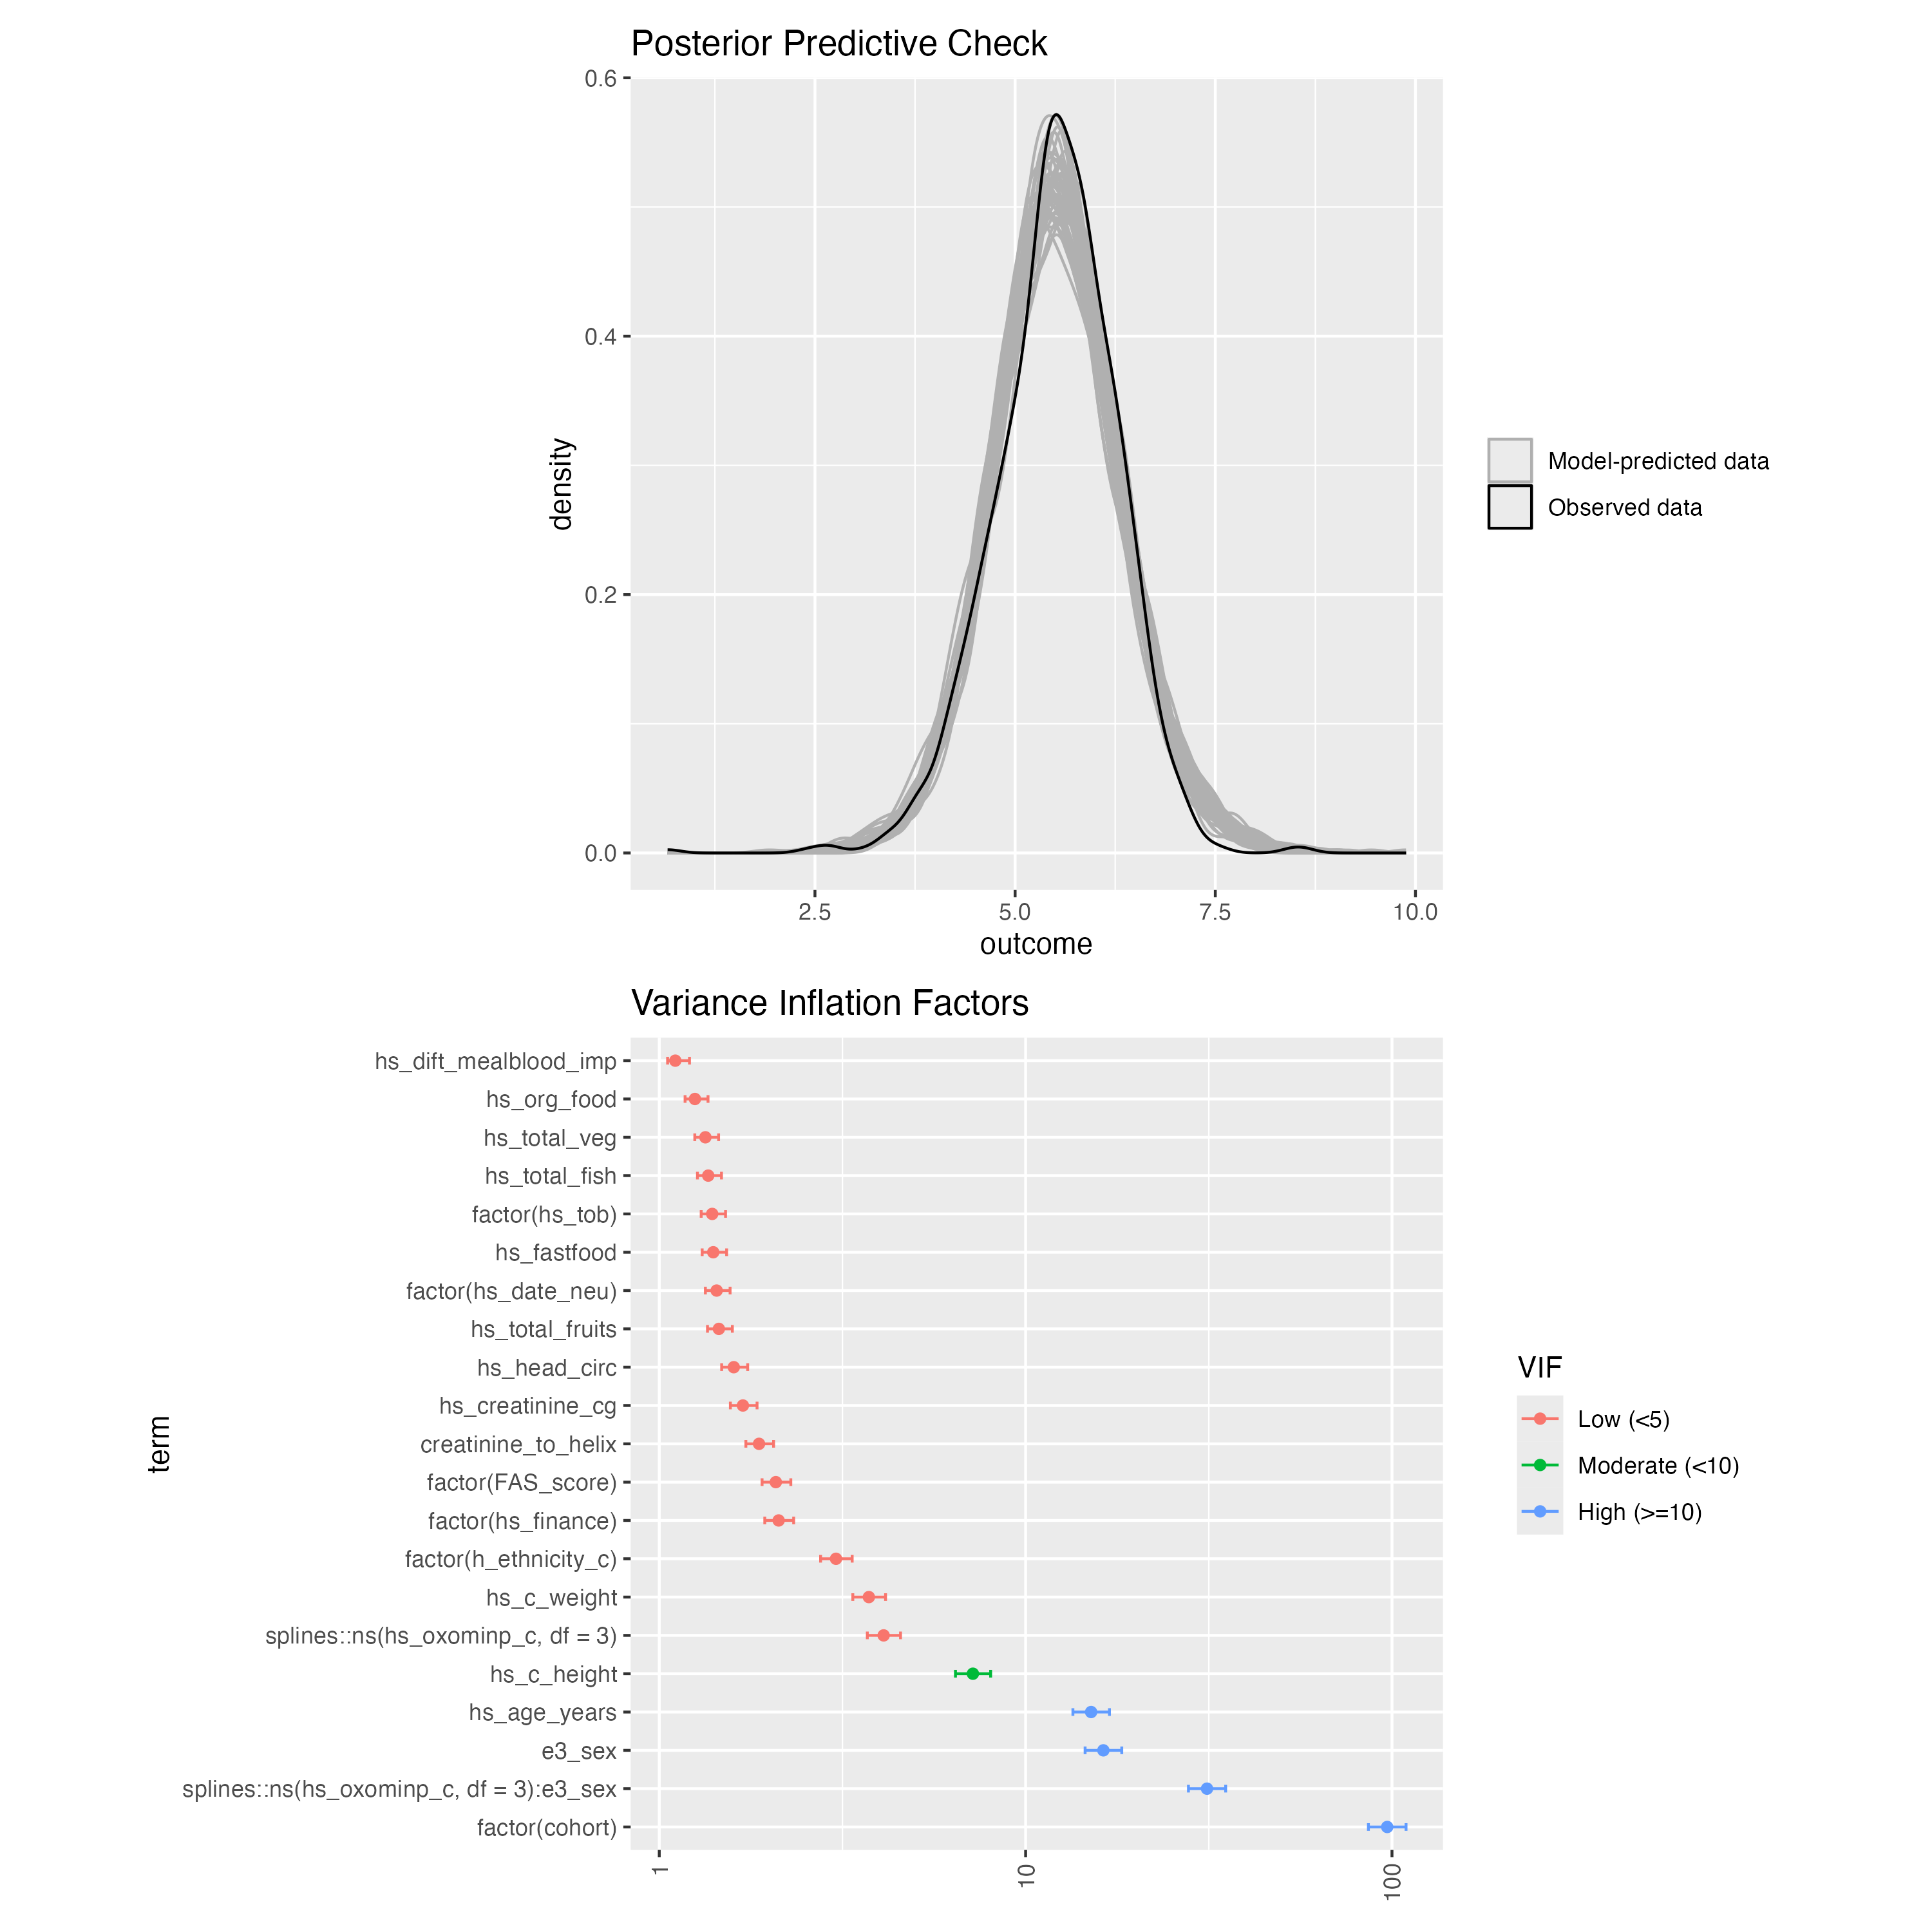 Posterior Predictive Check
0.6
0.4
0.2
0.0
density
2.5
5.0
7.5
10.0
outcome
Model-predicted data
Observed data
Variance Inflation Factors
hs_dift_mealblood_imp
hs_org_food
hs_total_veg
hs_total_fish
factor(hs_tob)
hs_fastfood
factor(hs_date_neu)
hs_total_fruits
hs_head_circ
hs_creatinine_cg
creatinine_to_helix
factor(FAS_score)
factor(hs_finance)
factor(h_ethnicity_c)
hs_c_weight
splines::ns(hs_oxominp_c, df = 3)
hs_c_height
hs_age_years
e3_sex
splines::ns(hs_oxominp_c, df = 3):e3_sex
factor(cohort)
term
1
10
100
VIF
Low (<5)
Moderate (<10)
High (>=10)